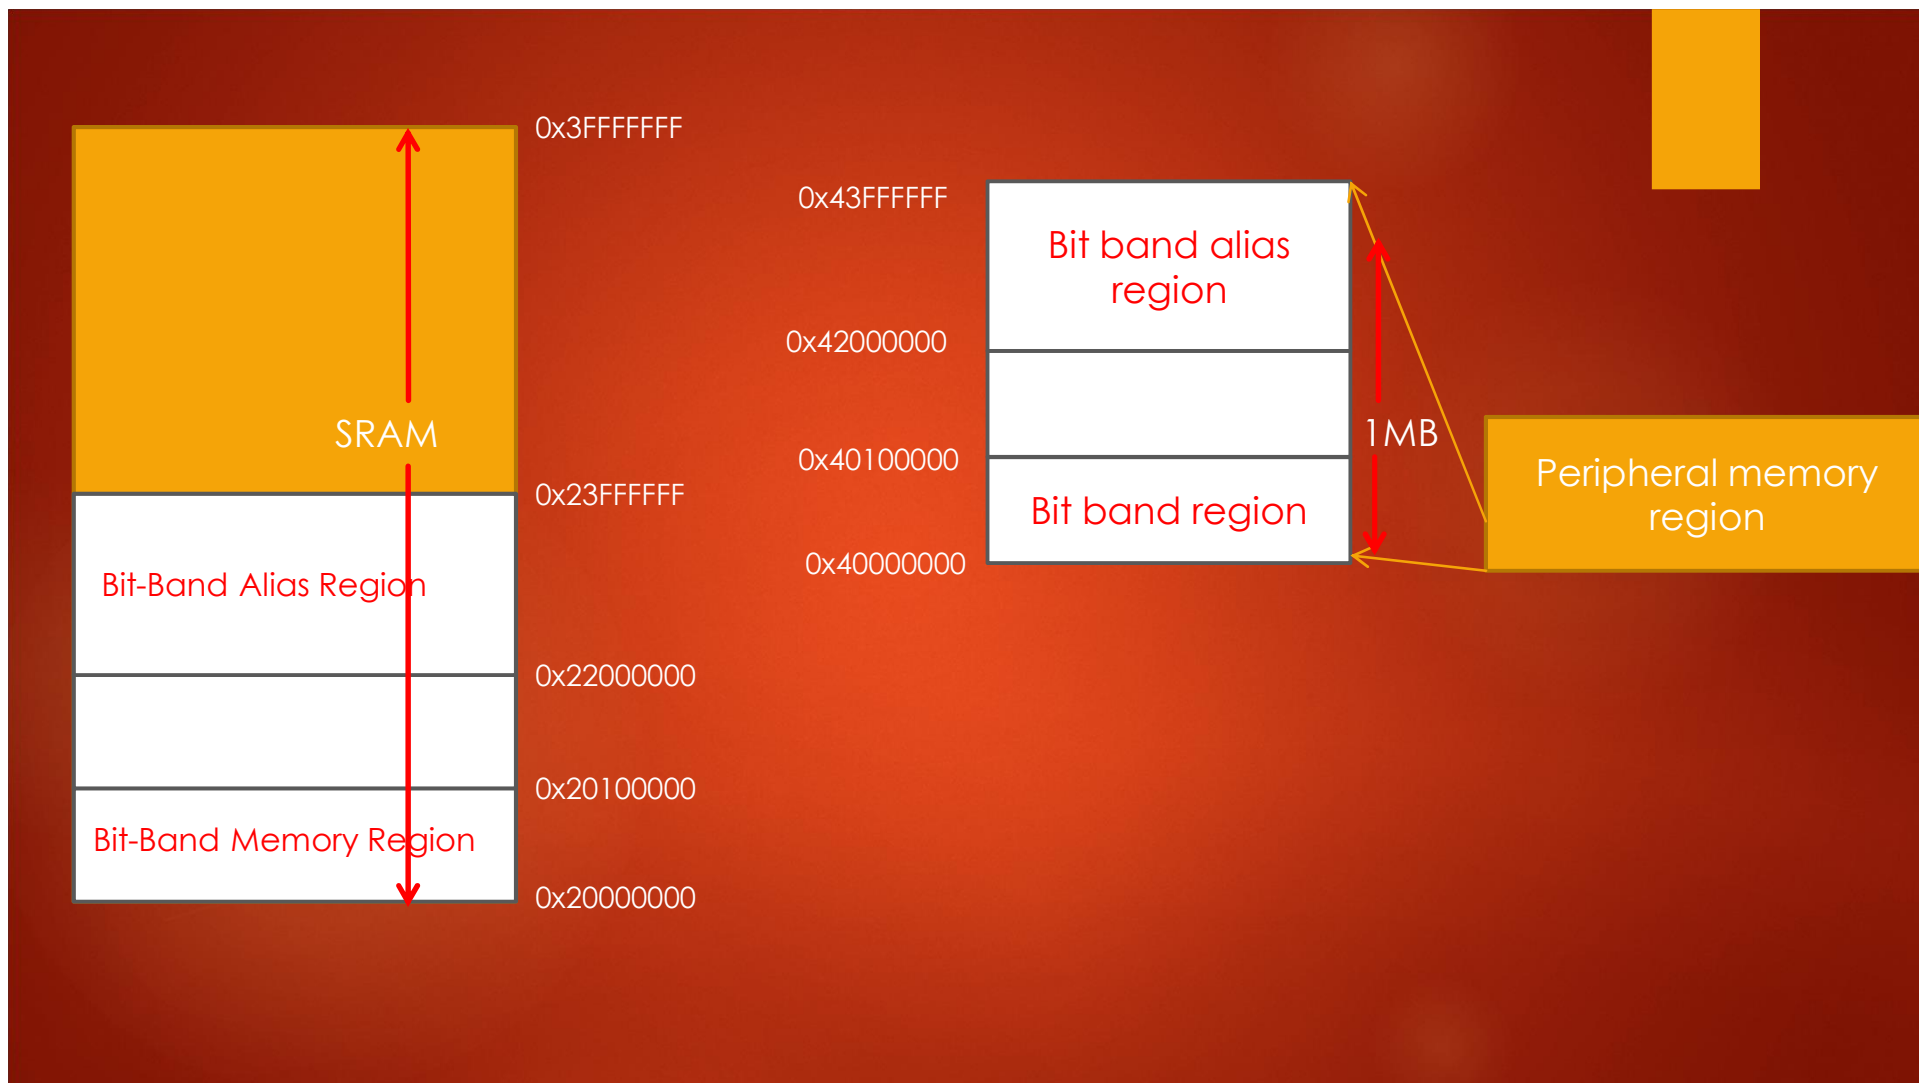 0x3FFFFFFF
SRAM
0x23FFFFFF
Bit-Band Alias Region
0x22000000
0x20100000
Bit-Band Memory Region
0x20000000
0x43FFFFFF
Bit band alias
region
0x42000000
1MB
0x40100000
Bit band region
0x40000000
Peripheral memory
region